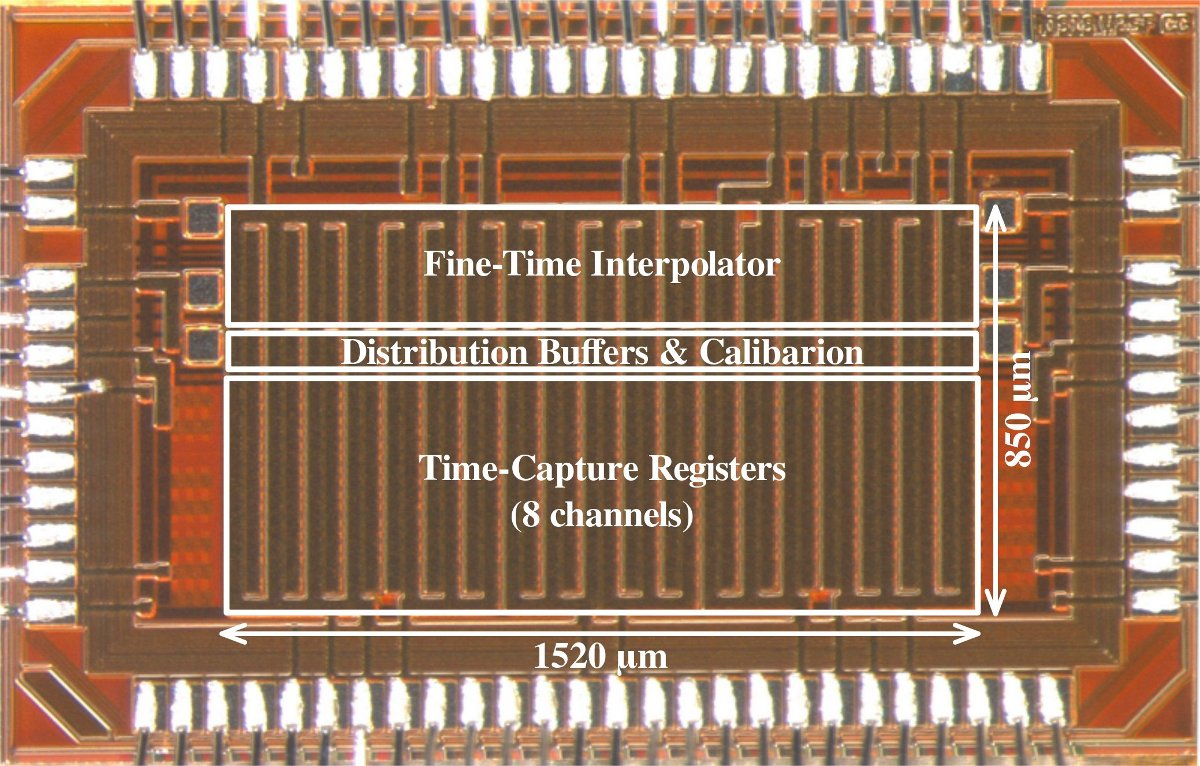 Fine-Time Interpolator
Distribution Buffers & Calibarion
Time-Capture Registers
(8 channels)
850 µm
1520 µm